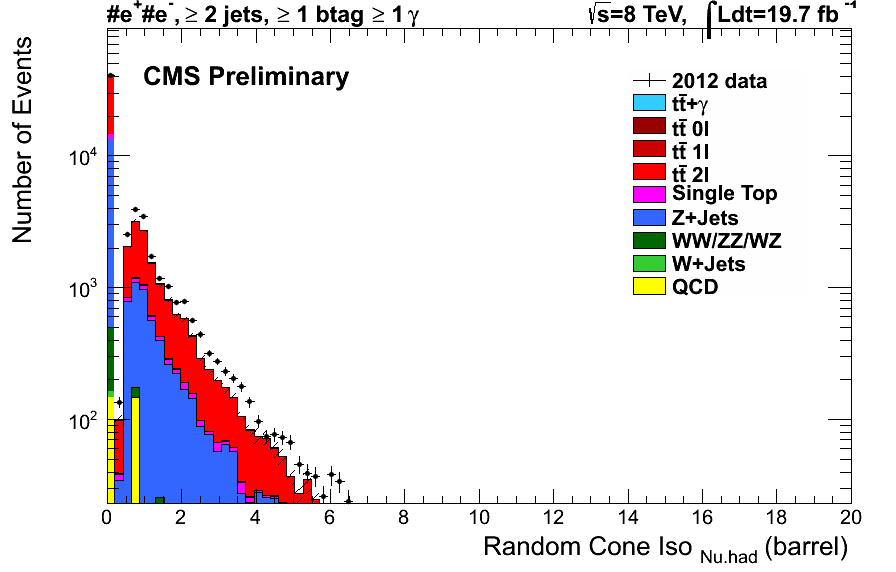 #e⁺#e⁻, ≥ 2 jets, ≥ 1 btag ≥ 1 γ
√s=8 TeV, ∫Ldt=19.7 fb⁻¹
CMS Preliminary
2012 data
tt̄+γ
tt̄ 0l
tt̄ 1l
tt̄ 2l
Single Top
Z+Jets
WW/ZZ/WZ
W+Jets
QCD
Number of Events
10⁴
10³
10²
0 2 4 6 8 10 12 14 16 18 20
Random Cone Iso Nu.had (barrel)